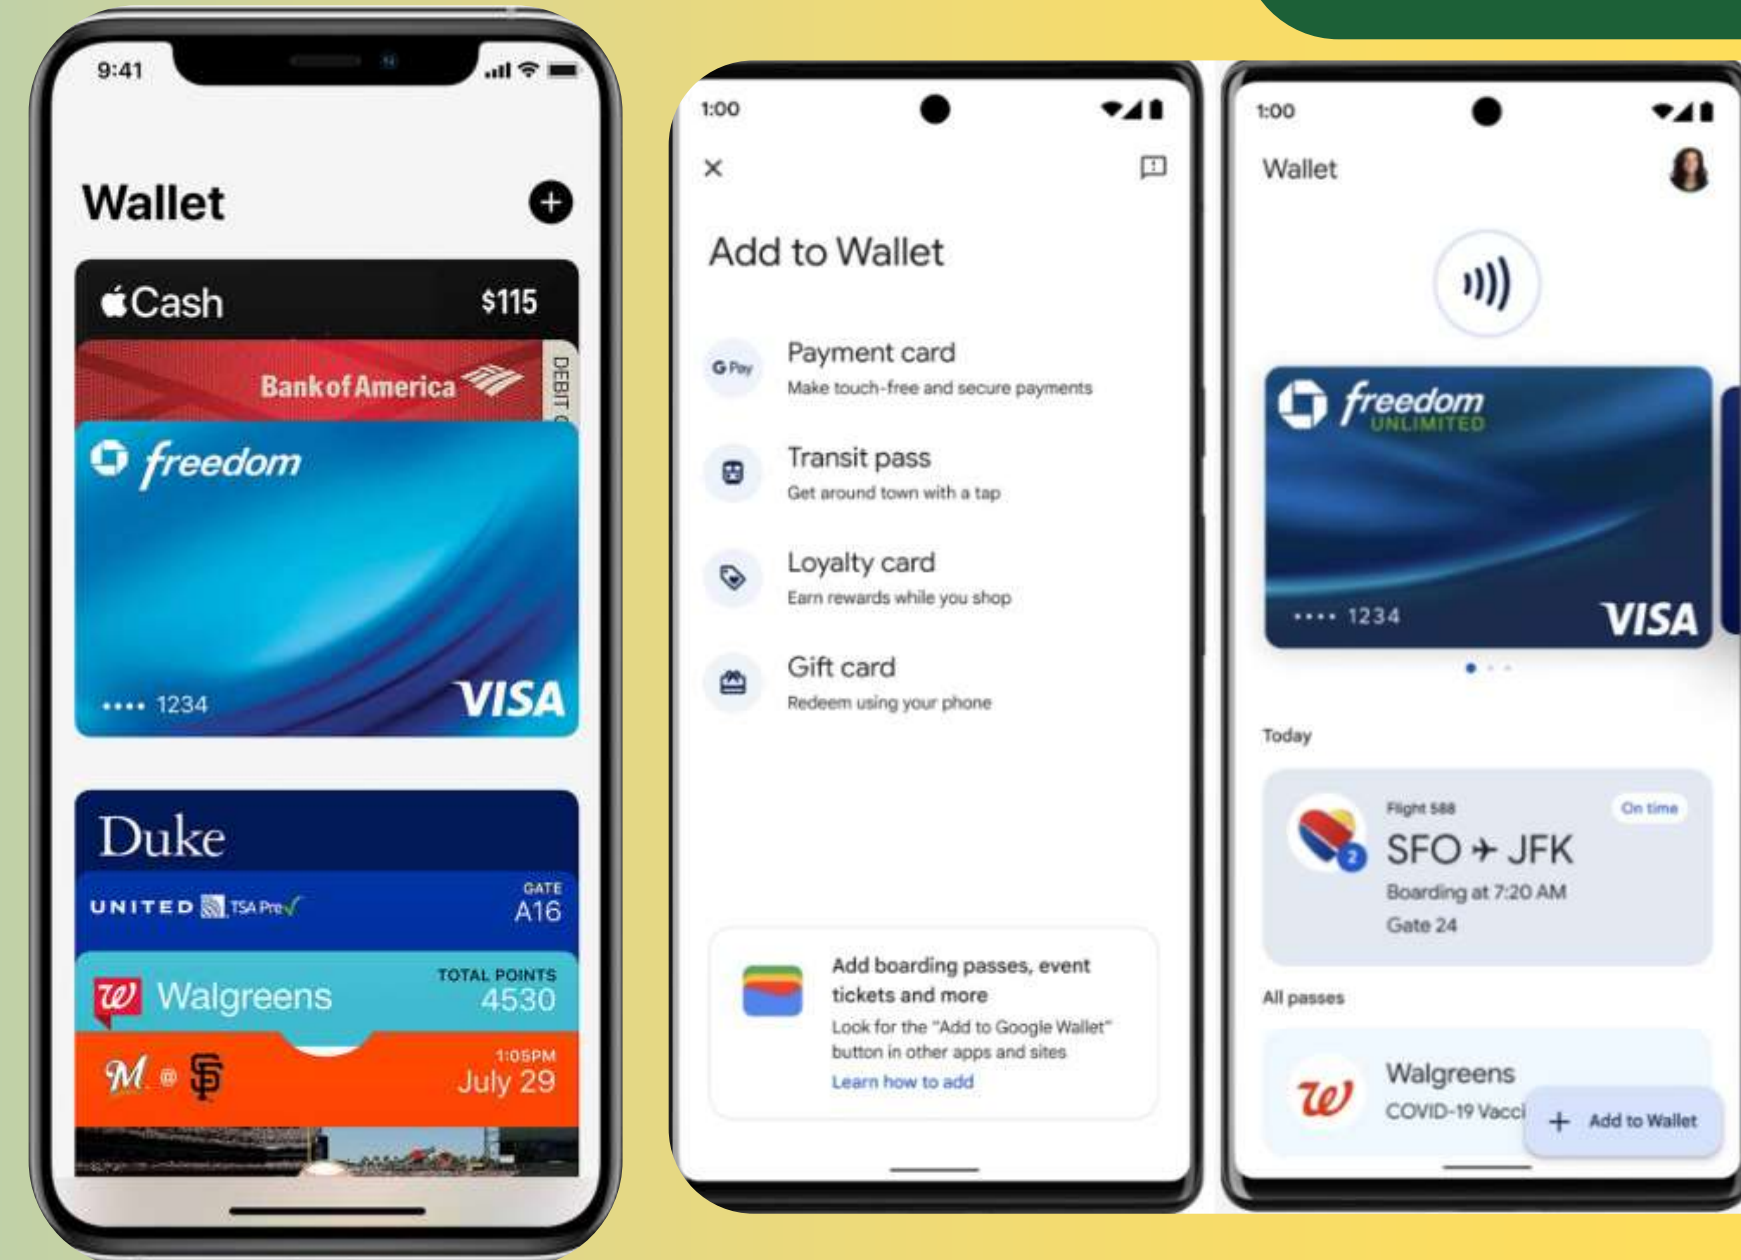 9:41
Wallet
Cash $115
Bank of America
DEBIT
freedom
•••• 1234
VISA
Duke
UNITED TSA Pre✓
GATE
A16
Walgreens
TOTAL POINTS
4530
M @ SF
1:05PM
July 29
1:00
Add to Wallet
G Pay
Payment card
Make touch-free and secure payments
Transit pass
Get around town with a tap
Loyalty card
Earn rewards while you shop
Gift card
Redeem using your phone
Add boarding passes, event
tickets and more
Look for the "Add to Google Wallet"
button in other apps and sites
Learn how to add
1:00
Wallet
freedom
UNLIMITED
•••• 1234
VISA
Today
Flight 588
On time
SFO ✈ JFK
2
Boarding at 7:20 AM
Gate 24
All passes
Walgreens
COVID-19 Vacci
+ Add to Wallet